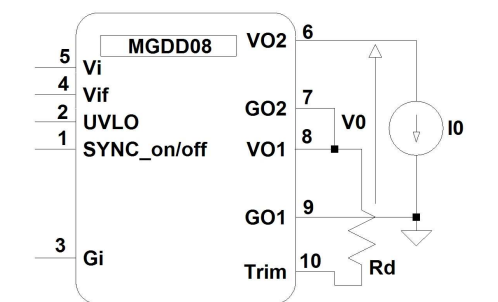 MGDD08
VO2 6
5 Vi
4 Vif
GO2 7
2 UVLO
V0
I0
1 SYNC_on/off
VO1 8
GO1 9
3 Gi
Trim 10
Rd